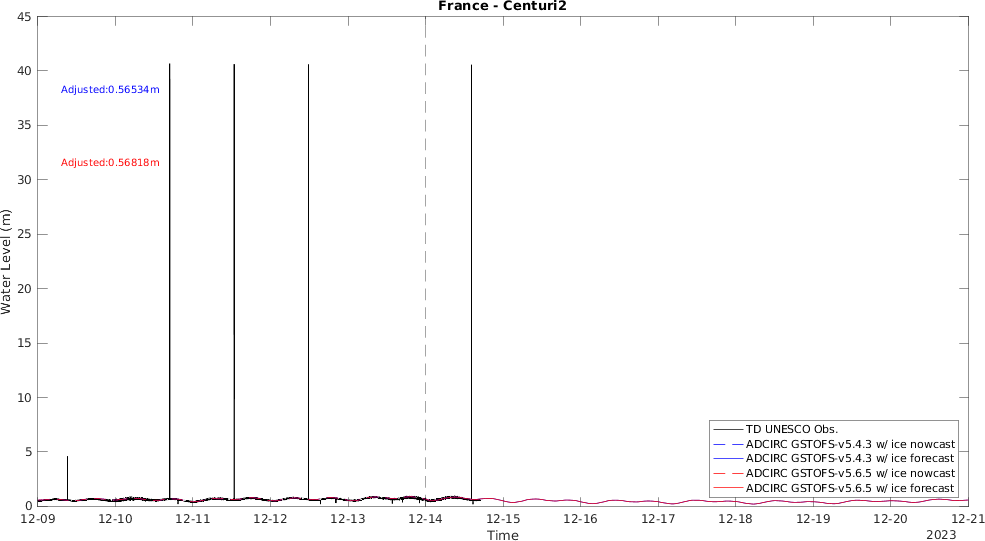 France - Centuri2
45
40
35
30
25
20
15
10
5
0
Water Level (m)
Adjusted:0.56534m
Adjusted:0.56818m
TD UNESCO Obs.
ADCIRC GSTOFS-v5.4.3 w/ ice nowcast
ADCIRC GSTOFS-v5.4.3 w/ ice forecast
ADCIRC GSTOFS-v5.6.5 w/ ice nowcast
ADCIRC GSTOFS-v5.6.5 w/ ice forecast
12-09 12-10 12-11 12-12 12-13 12-14 12-15 12-16 12-17 12-18 12-19 12-20 12-21
Time
2023